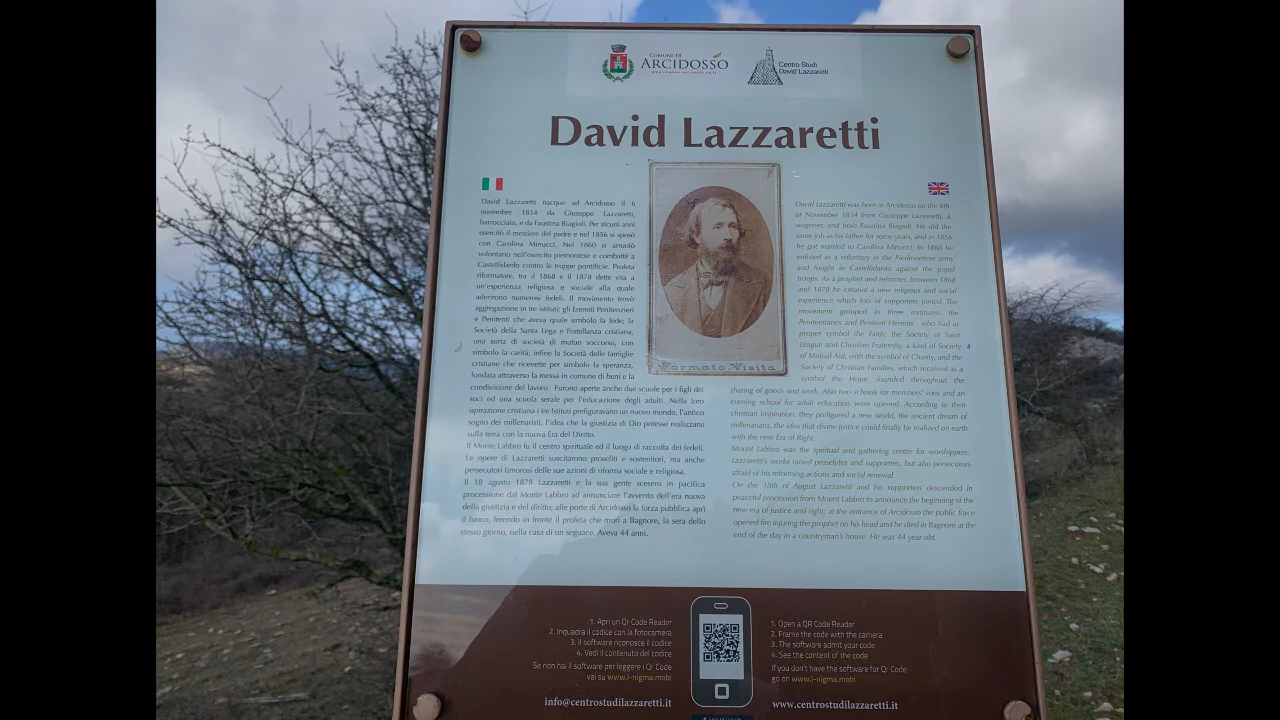 COMUNE DI
ARCIDOSSO
Centro Studi
David Lazzaretti
David Lazzaretti
David Lazzaretti nacque ad Arcidosso il 6
novembre 1834 da Giuseppe Lazzaretti,
barrocciaio, e da Faustina Biagioli. Per alcuni anni
esercitò il mestiere del padre e nel 1856 si sposò
con Carolina Minucci. Nel 1860 si arruolò
volontario nell'esercito piemontese e combatté a
Castelfidardo contro le truppe pontificie. Profeta
riformatore, tra il 1868 e il 1878 dette vita a
un'esperienza religiosa e sociale alla quale
aderirono numerosi fedeli. Il movimento trovò
aggregazione in tre istituti: gli Eremiti Penitenzieri
e Penitenti che aveva quale simbolo la fede; la
Società della Santa Lega e Fratellanza cristiana,
una sorta di società di mutuo soccorso, con
simbolo la carità; infine la Società delle famiglie
cristiane che ricevette per simbolo la speranza,
fondata attraverso la messa in comune di beni e la
condivisione del lavoro. Furono aperte anche due scuole per i figli dei
soci ed una scuola serale per l'educazione degli adulti. Nella loro
ispirazione cristiana i tre Istituti prefiguravano un nuovo mondo, l'antico
sogno dei millenaristi, l'idea che la giustizia di Dio potesse realizzarsi
sulla terra con la nuova Era del Diritto.
Il Monte Labbro fu il centro spirituale ed il luogo di raccolta dei fedeli.
Le opere di Lazzaretti suscitarono proseliti e sostenitori, ma anche
persecutori timorosi delle sue azioni di riforma sociale e religiosa.
Il 18 agosto 1878 Lazzaretti e la sua gente scesero in pacifica
processione dal Monte Labbro ad annunciare l'avvento dell'era nuova
della giustizia e del diritto; alle porte di Arcidosso la forza pubblica aprì
il fuoco, ferendo in fronte il profeta che morì a Bagnore, la sera dello
stesso giorno, nella casa di un seguace. Aveva 44 anni.
Formato Visita
David Lazzaretti was born in Arcidosso on the 6th
of November 1834 from Giuseppe Lazzeretti, a
wagoner, and from Faustina Biagioli. He did the
same job as his father for some years, and in 1856
he got married to Carolina Minucci. In 1860 he
enlisted as a voluntary in the Piedmontese army
and fought in Castelfidardo against the papal
troops. As a prophet and reformer, between 1868
and 1878 he created a new religious and social
experience which loss of supporters joined. The
movement grouped in three institutes: the
Penitentiaries and Penitent Hermits , who had as
proper symbol the Faith; the Society of Saint
League and Christian Fraternity, a kind of Society
of Mutual Aid, with the symbol of Charity, and the
Society of Christian Families, which received as a
symbol the Hope, founded throughout the
sharing of goods and work. Also two schools for members' sons and an
evening school for adult education were opened. According to their
christian inspiration, they prefigured a new world, the ancient dream of
millenarians, the idea that divine justice could finally be realized on earth
with the new Era of Right.
Mount Labbro was the spiritual and gathering center for worshippers.
Lazzaretti's works raised proselytes and supporters, but also persecutors
afraid of his reforming actions and social renewal.
On the 18th of August Lazzaretti and his supporters descended in
peaceful procession from Mount Labbro to announce the beginning of the
new era of justice and right; at the entrance of Arcidosso the public force
opened fire injuring the prophet on his head and he died in Bagnore at the
end of the day in a countryman's house. He was 44 year old.
1. Apri un Qr Code Reader
2. Inquadra il codice con la fotocamera
3. Il software riconosce il codice
4. Vedi il contenuto del codice
Se non hai il software per leggere i Qr Code
vai su www.i-nigma.mobi
info@centrostudilazzaretti.it
1. Open a QR Code Reader
2. Frame the code with the camera
3. The software admit your code
4. See the content of the code
If you don't have the software for Qr Code
go on www.i-nigma.mobi
www.centrostudilazzaretti.it